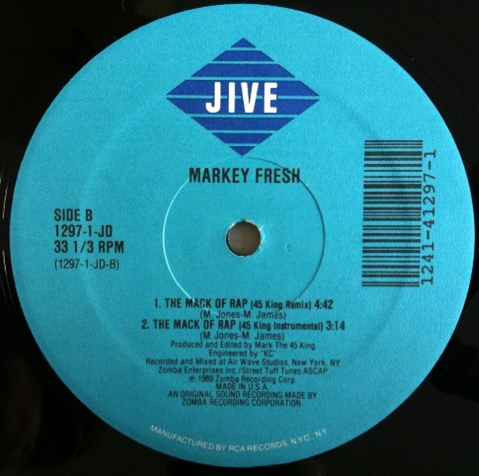 JIVE
MARKEY FRESH
SIDE B
1297-1-JD
33 1/3 RPM
(1297-1-JD-B)
1241-41297-1
1. THE MACK OF RAP (45 King Remix) 4:42
(M. Jones-M. James)
2. THE MACK OF RAP (45 King Instrumental) 3:14
(M. Jones-M. James)
Produced and Edited by Mark The 45 King
Engineered by "KC"
Recorded and Mixed at Air Wave Studios, New York, NY
Zomba Enterprises Inc./Street Tuff Tunes ASCAP
℗ 1989 Zomba Recording Corp.
MADE IN U.S.A.
AN ORIGINAL SOUND RECORDING MADE BY
ZOMBA RECORDING CORPORATION
MANUFACTURED BY RCA RECORDS, N.Y.C., N.Y.